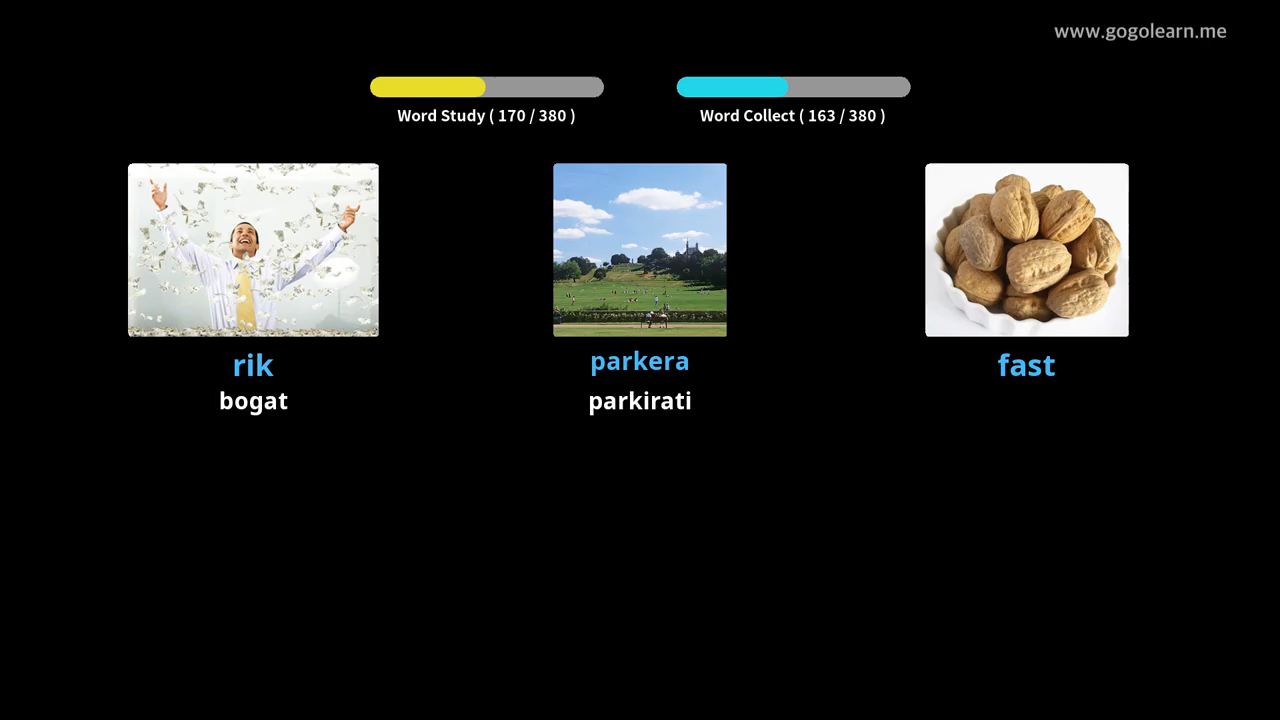 www.gogolearn.me
Word Study ( 170 / 380 )
Word Collect ( 163 / 380 )
rik
bogat
parkera
parkirati
fast